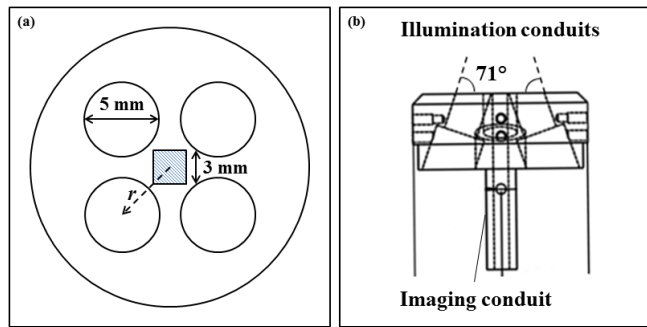 (a)
5 mm
3 mm
r
(b)
Illumination conduits
71°
Imaging conduit